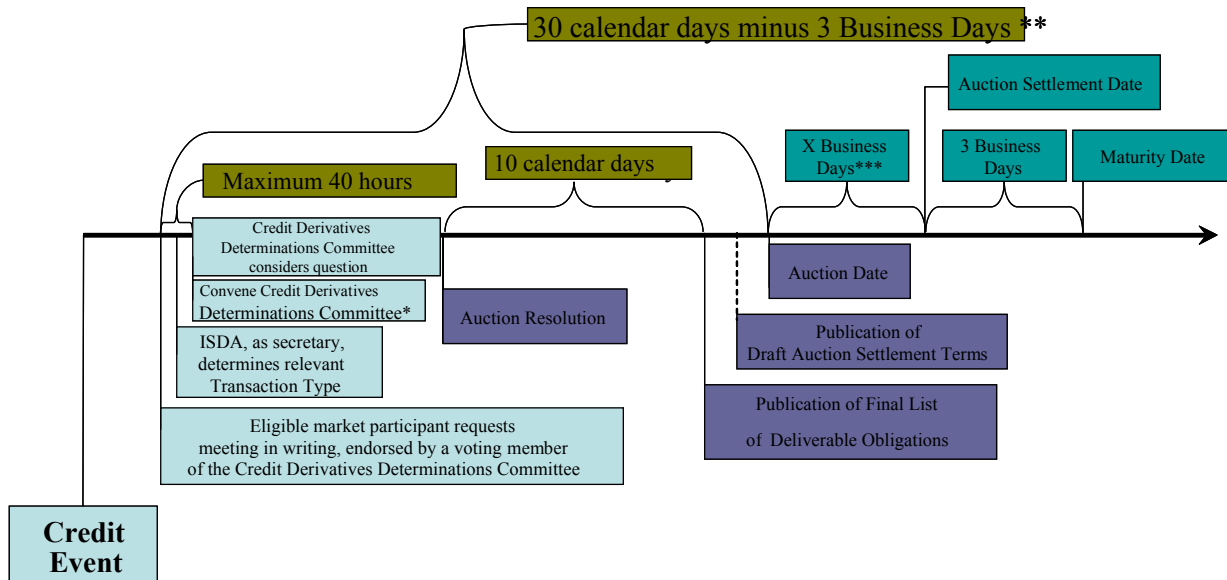 30 calendar days minus 3 Business Days **
Auction Settlement Date
X Business
Days***
3 Business
Days
Maturity Date
10 calendar days
Maximum 40 hours
Credit Derivatives
Determinations Committee
considers question
Convene Credit Derivatives
Determinations Committee*
ISDA, as secretary,
determines relevant
Transaction Type
Eligible market participant requests
meeting in writing, endorsed by a voting member
of the Credit Derivatives Determinations Committee
Auction Resolution
Auction Date
Publication of
Draft Auction Settlement Terms
Publication of Final List
of Deliverable Obligations
Credit
Event